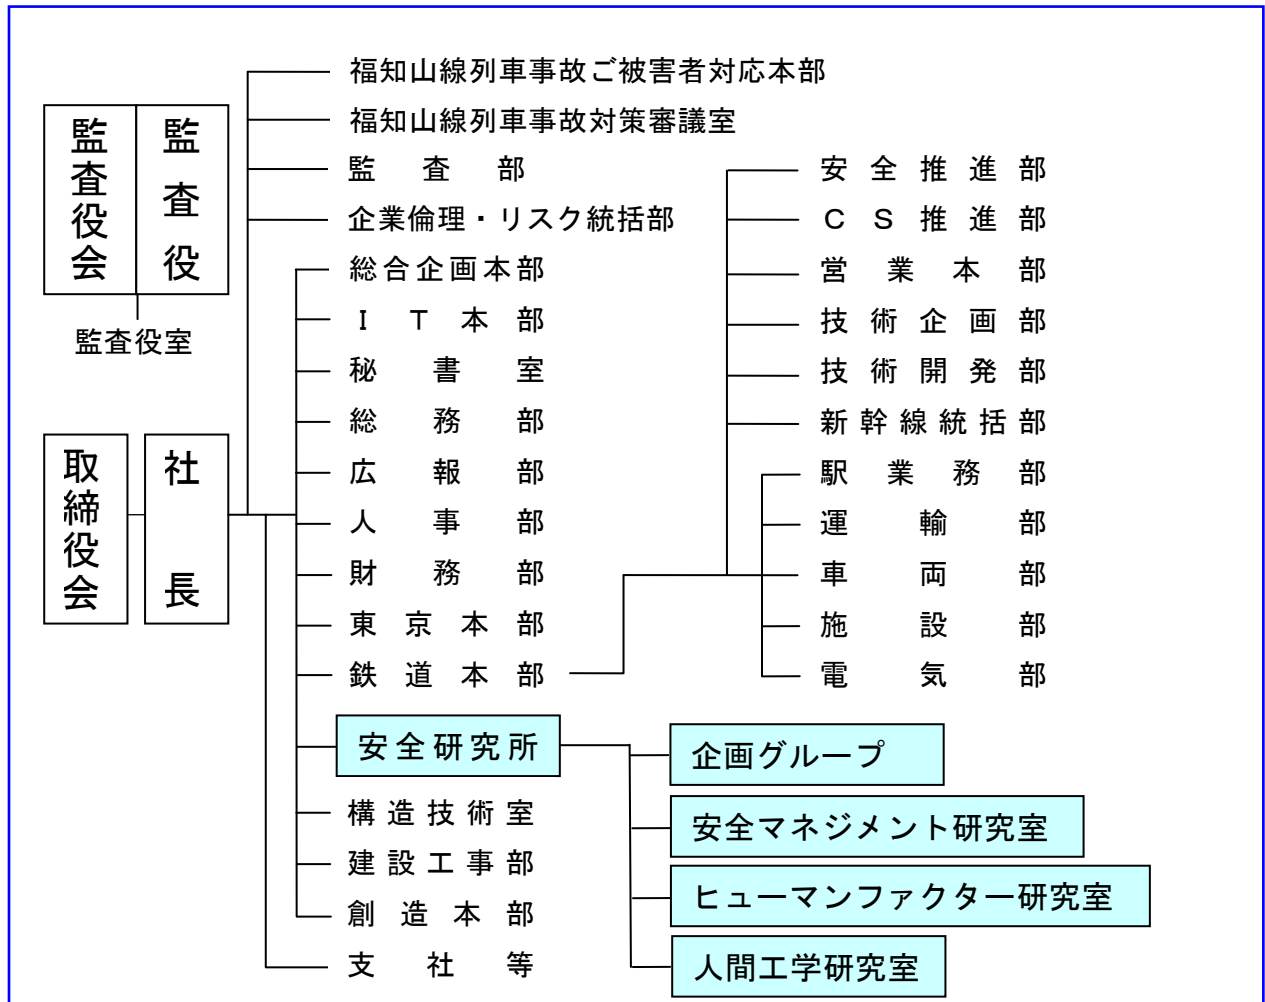 福知山線列車事故ご被害者対応本部
福知山線列車事故対策審議室
監査部
企業倫理・リスク統括部
監査役会
監査役
監査役室
取締役会
社長
総合企画本部
IT本部
秘書室
総務部
広報部
人事部
財務部
東京本部
鉄道本部
安全研究所
構造技術室
建設工事部
創造本部
支社等
安全推進部
CS推進部
営業本部
技術企画部
技術開発部
新幹線統括部
駅業務部
運輸部
車両部
施設部
電気部
企画グループ
安全マネジメント研究室
ヒューマンファクター研究室
人間工学研究室